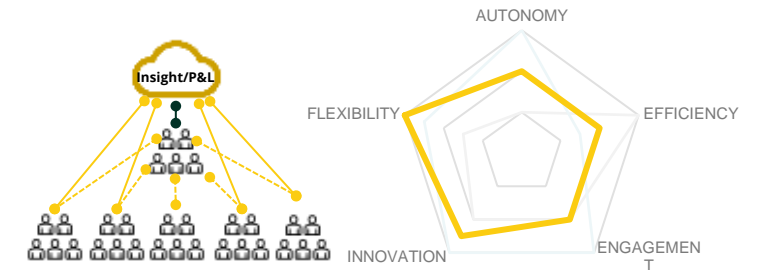 AUTONOMY
Insight/P&L
FLEXIBILITY
EFFICIENCY
INNOVATION
ENGAGEMEN
T